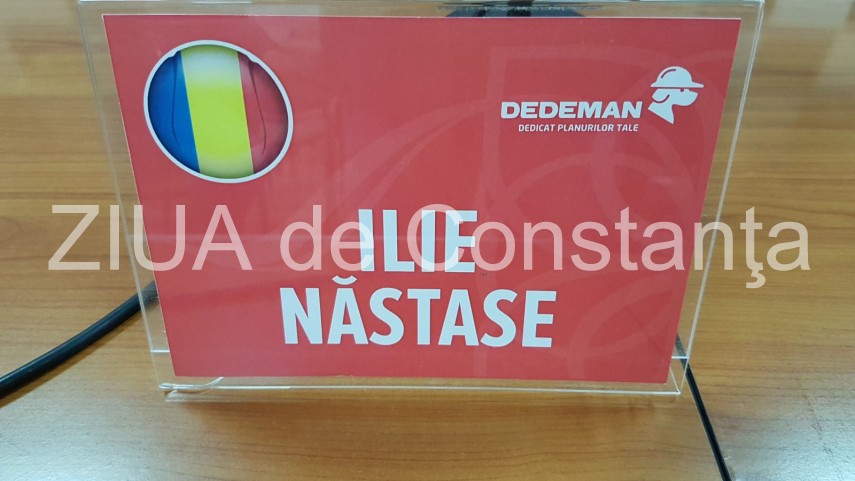 DEDEMAN
DEDICAT PLANURILOR TALE
ZIUA de Constanţa
ILIE
NĂSTASE